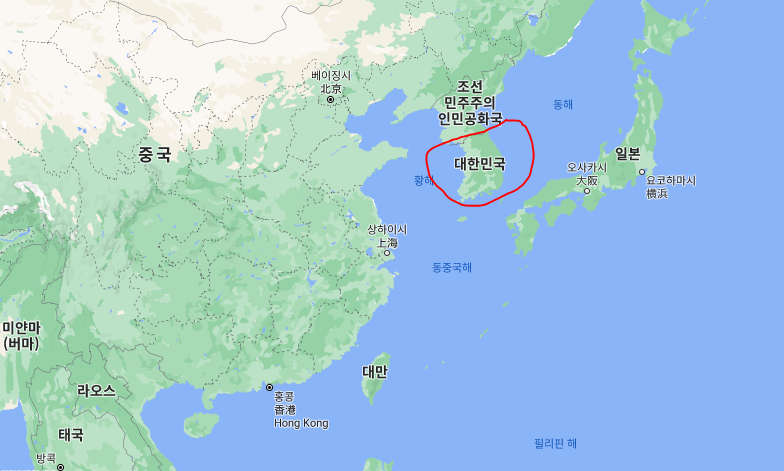 베이징시
北京
조선
민주주의
인민공화국
동해
중국
대한민국
일본
황해
오사카시
大阪
요코하마시
橫浜
상하이시
上海
동중국해
미얀마
(버마)
대만
라오스
홍콩
香港
Hong Kong
태국
방콕
필리핀 해